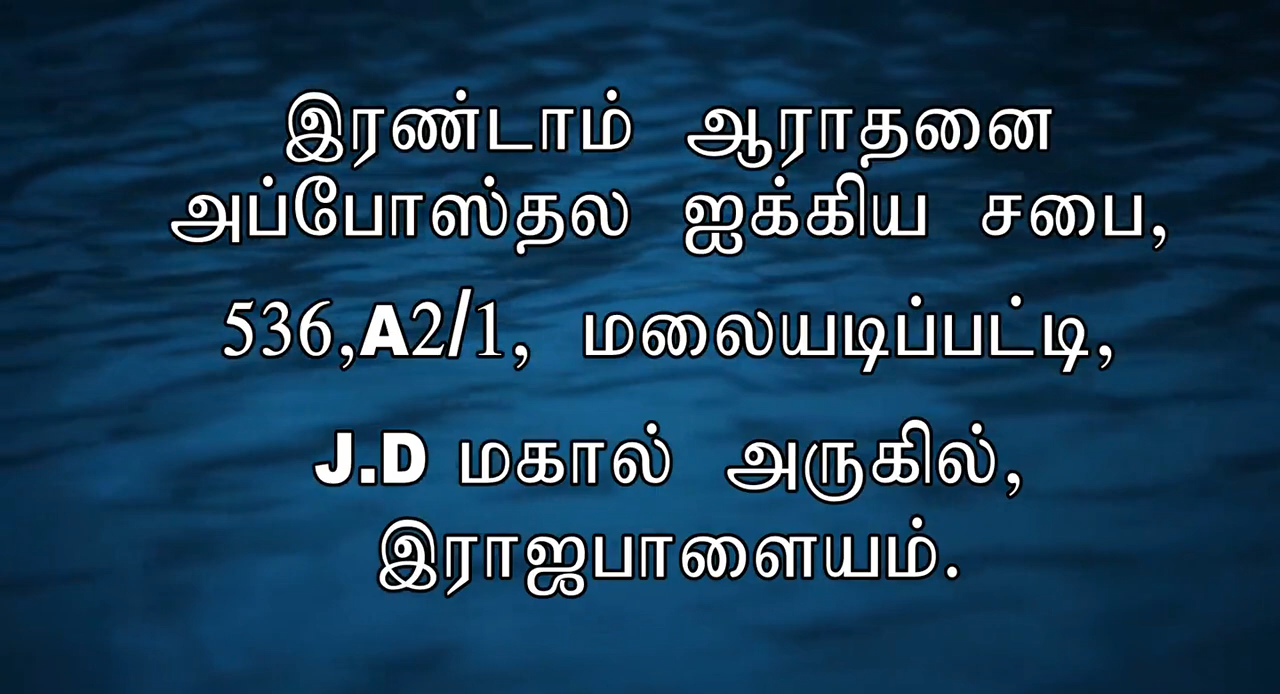 இரண்டாம் ஆராதனை
அப்போஸ்தல ஐக்கிய சபை,
536,A2/1, மலையடிப்பட்டி,
J.D மகால் அருகில்,
இராஜபாளையம்.